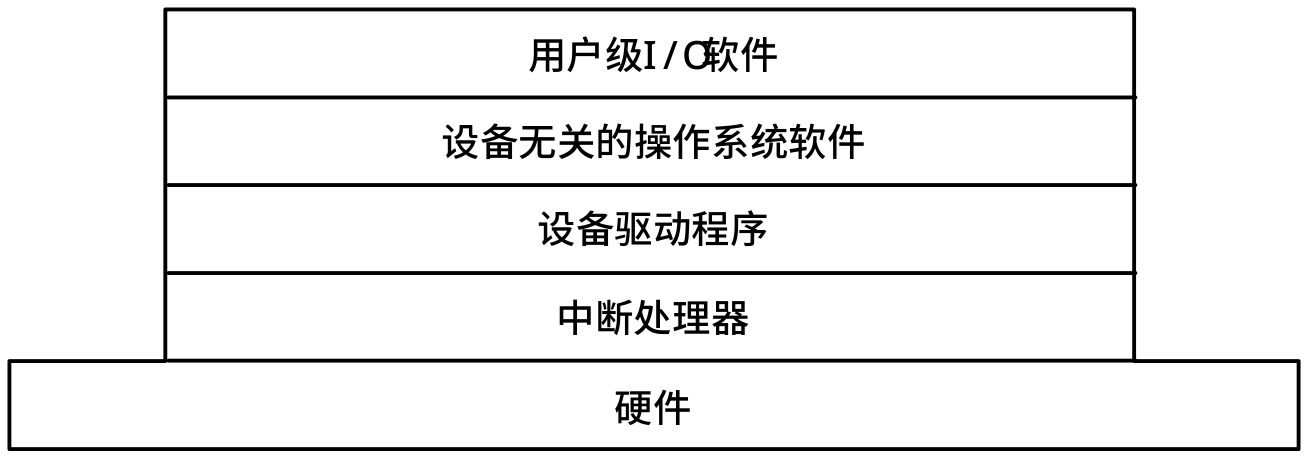 用户级I/O软件
设备无关的操作系统软件
设备驱动程序
中断处理器
硬件